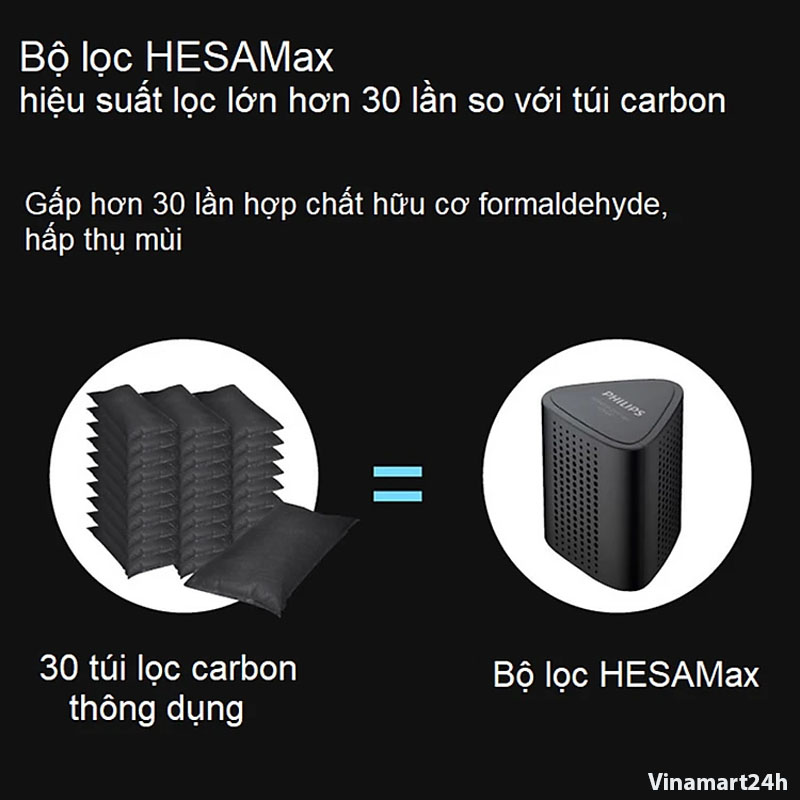 Bộ lọc HESAMax
hiệu suất lọc lớn hơn 30 lần so với túi carbon
Gấp hơn 30 lần hợp chất hữu cơ formaldehyde,
hấp thụ mùi
PHILIPS
30 túi lọc carbon
thông dụng
Bộ lọc HESAMax
Vinamart24h